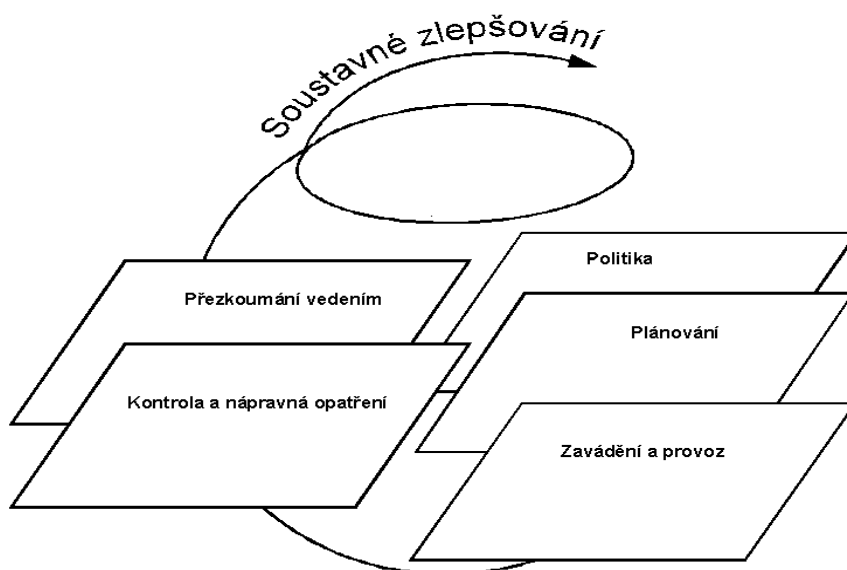 Soustavné zlepšování
Politika
Přezkoumání vedením
Plánování
Kontrola a nápravná opatření
Zavádění a provoz